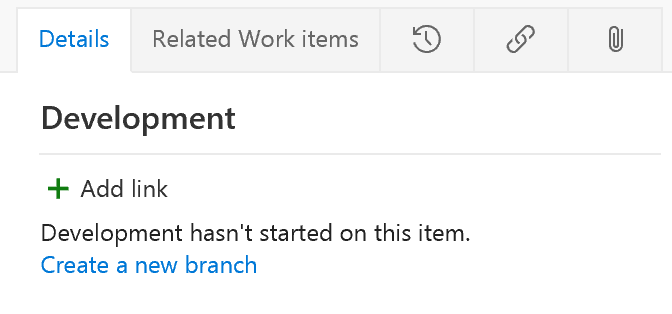 Details Related Work items
Development
Add link
Development hasn't started on this item.
Create a new branch